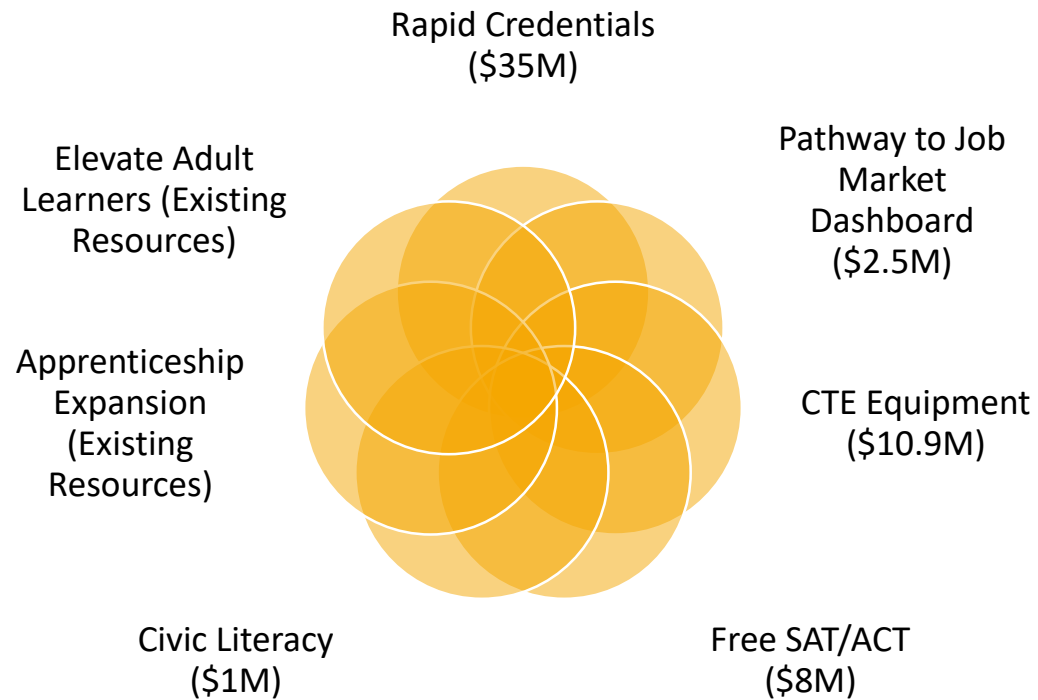 Rapid Credentials
($35M)
Pathway to Job
Market
Dashboard
($2.5M)
CTE Equipment
($10.9M)
Free SAT/ACT
($8M)
Civic Literacy
($1M)
Apprenticeship
Expansion
(Existing
Resources)
Elevate Adult
Learners (Existing
Resources)